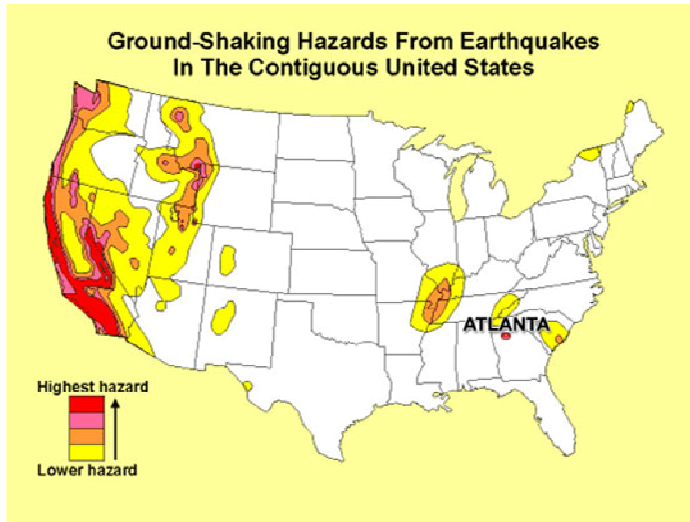 Ground-Shaking Hazards From Earthquakes
In The Contiguous United States
ATLANTA
Highest hazard
Lower hazard